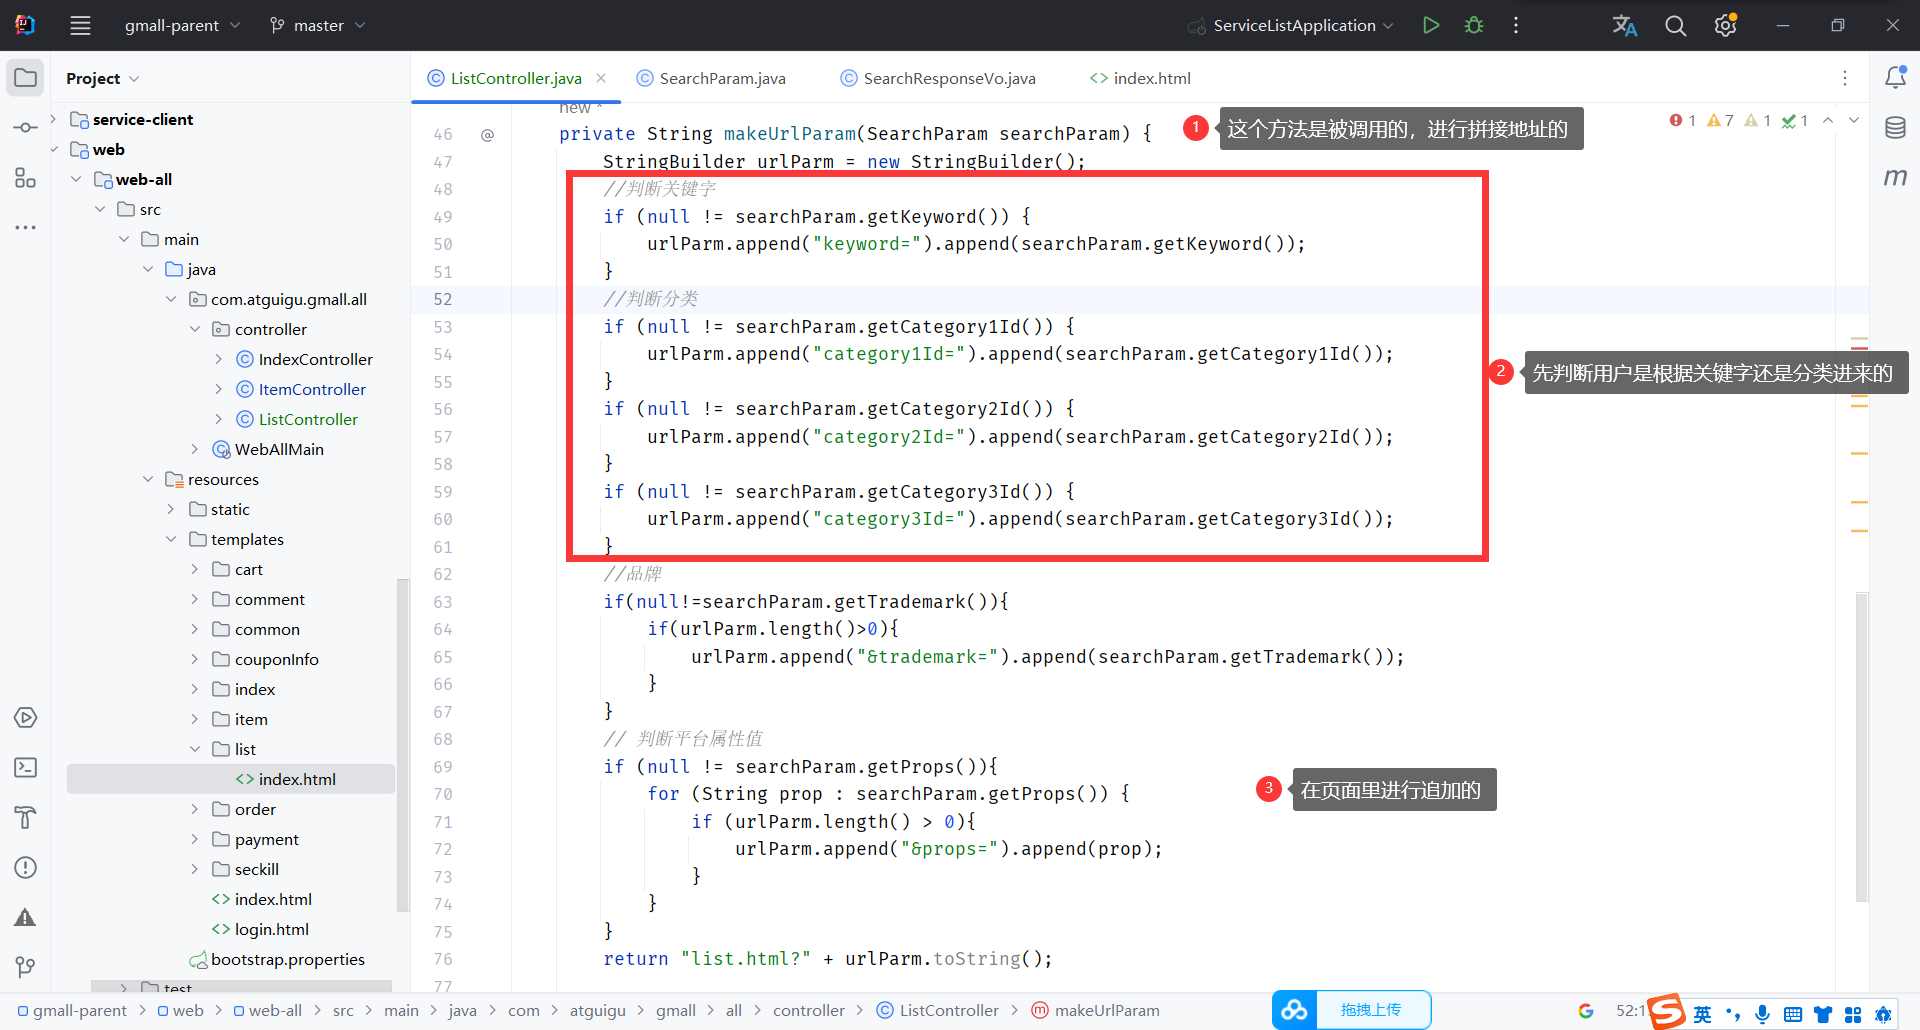 gmall-parent master ServiceListApplication
Project
service-client
web
web-all
src
main
java
com.atguigu.gmall.all
controller
IndexController
ItemController
ListController
WebAllMain
resources
static
templates
cart
comment
common
couponInfo
index
item
list
index.html
order
payment
seckill
index.html
login.html
bootstrap.properties
test
ListController.java SearchParam.java SearchResponseVo.java index.html
new *
1 7 1 1
46 @ private String makeUrlParam(SearchParam searchParam) {
1 这个方法是被调用的，进行拼接地址的
47 StringBuilder urlParm = new StringBuilder();
48 //判断关键字
49 if (null != searchParam.getKeyword()) {
50 urlParm.append("keyword=").append(searchParam.getKeyword());
51 }
52 //判断分类
53 if (null != searchParam.getCategory1Id()) {
54 urlParm.append("category1Id=").append(searchParam.getCategory1Id());
2 先判断用户是根据关键字还是分类进来的
55 }
56 if (null != searchParam.getCategory2Id()) {
57 urlParm.append("category2Id=").append(searchParam.getCategory2Id());
58 }
59 if (null != searchParam.getCategory3Id()) {
60 urlParm.append("category3Id=").append(searchParam.getCategory3Id());
61 }
62 //品牌
63 if(null!=searchParam.getTrademark()){
64 if(urlParm.length()>0){
65 urlParm.append("&trademark=").append(searchParam.getTrademark());
66 }
67 }
68 // 判断平台属性值
69 if (null != searchParam.getProps()){
70 for (String prop : searchParam.getProps()) {
3 在页面里进行追加的
71 if (urlParm.length() > 0){
72 urlParm.append("&props=").append(prop);
73 }
74 }
75 }
76 return "list.html?" + urlParm.toString();
77
gmall-parent > web > web-all > src > main > java > com > atguigu > gmall > all > controller > ListController > makeUrlParam
拖拽上传
英